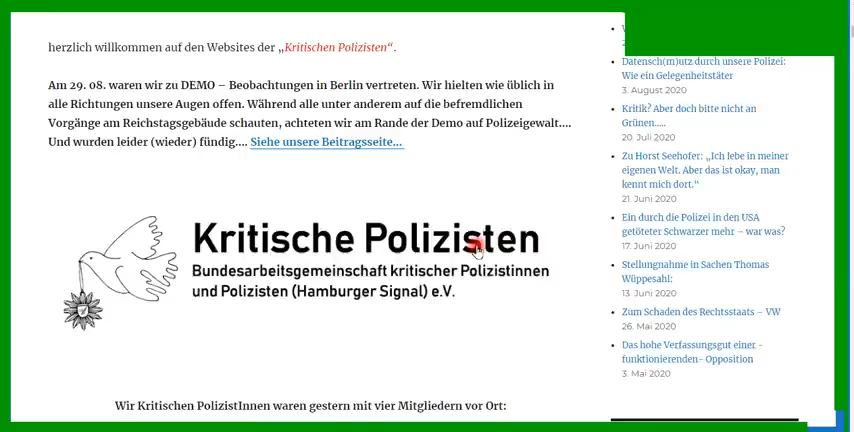 herzlich willkommen auf den Websites der „Kritischen Polizisten“.
Am 29. 08. waren wir zu DEMO – Beobachtungen in Berlin vertreten. Wir hielten wie üblich in
alle Richtungen unsere Augen offen. Während alle unter anderem auf die befremdlichen
Vorgänge am Reichstagsgebäude schauten, achteten wir am Rande der Demo auf Polizeigewalt....
Und wurden leider (wieder) fündig.... Siehe unsere Beitragsseite...
Kritische Polizisten
Bundesarbeitsgemeinschaft kritischer Polizistinnen
und Polizisten (Hamburger Signal) e.V.
Wir Kritischen PolizistInnen waren gestern mit vier Mitgliedern vor Ort:
Datensch(m)utz durch unsere Polizei:
Wie ein Gelegenheitstäter
3. August 2020
Kritik? Aber doch bitte nicht an
Grünen.....
20. Juli 2020
Zu Horst Seehofer: „Ich lebe in meiner
eigenen Welt. Aber das ist okay, man
kennt mich dort.“
21. Juni 2020
Ein durch die Polizei in den USA
getöteter Schwarzer mehr – war was?
17. Juni 2020
Stellungnahme in Sachen Thomas
Wüppesahl:
13. Juni 2020
Zum Schaden des Rechtsstaats – VW
26. Mai 2020
Das hohe Verfassungsgut einer -
funktionierenden- Opposition
3. Mai 2020